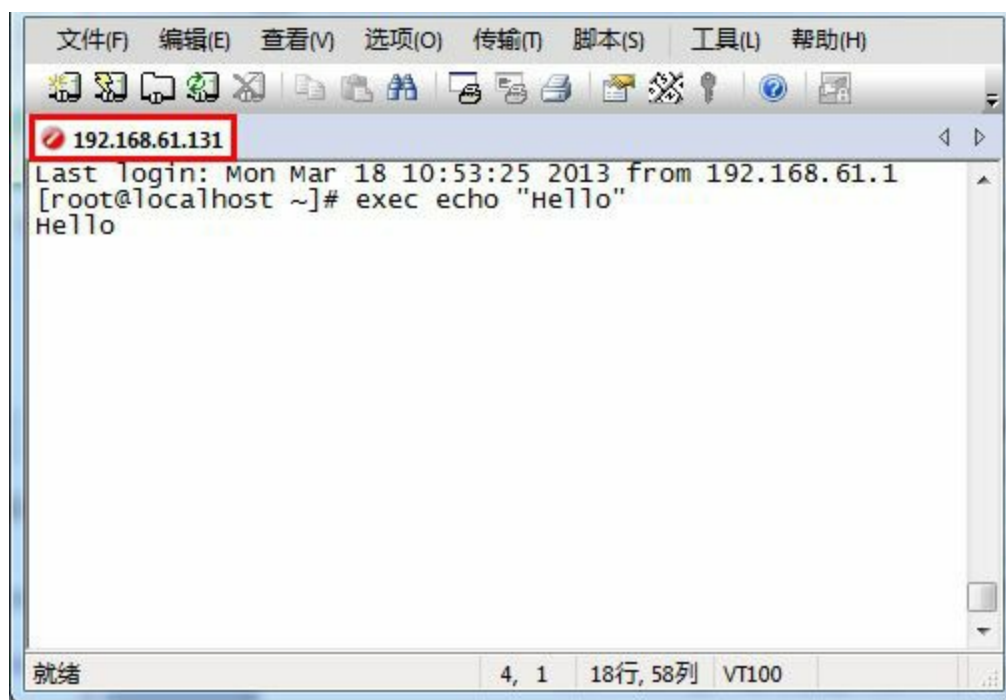 文件(F) 编辑(E) 查看(V) 选项(O) 传输(T) 脚本(S) 工具(L) 帮助(H)
192.168.61.131
Last login: Mon Mar 18 10:53:25 2013 from 192.168.61.1
[root@localhost ~]# exec echo "Hello"
Hello
就绪 4, 1 18行, 58列 VT100